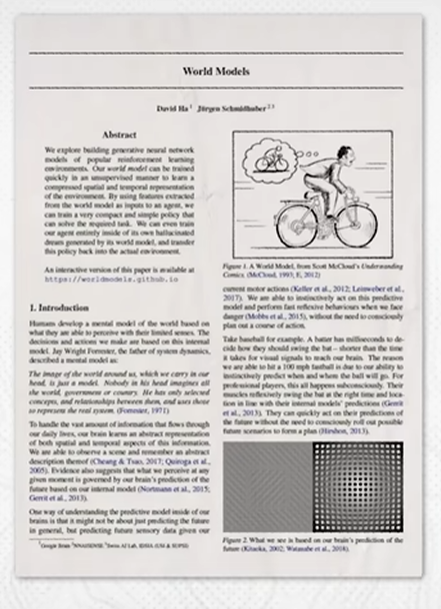 World Models
David Ha 1 Jürgen Schmidhuber 2 3
Abstract
We explore building generative neural network
models of popular reinforcement learning
environments. Our world model can be trained
quickly in an unsupervised manner to learn a
compressed spatial and temporal representation
of the environment. By using features extracted
from the world model as inputs to an agent, we
can train a very compact and simple policy that
can solve the required task. We can even train
our agent entirely inside of its own hallucinated
dream generated by its world model, and transfer
this policy back into the actual environment.
An interactive version of this paper is available at
https://worldmodels.github.io
1. Introduction
Humans develop a mental model of the world based on
what they are able to perceive with their limited senses. The
decisions and actions we make are based on this internal
model. Jay Wright Forrester, the father of system dynamics,
described a mental model as:
The image of the world around us, which we carry in our
head, is just a model. Nobody in his head imagines all
the world, government or country. He has only selected
concepts, and relationships between them, and uses those
to represent the real system. (Forrester, 1971)
To handle the vast amount of information that flows through
our daily lives, our brain learns an abstract representation
of both spatial and temporal aspects of this information.
We are able to observe a scene and remember an abstract
description thereof (Cheang & Tsao, 2017; Quiroga et al.,
2005). Evidence also suggests that what we perceive at any
given moment is governed by our brain's prediction of the
future based on our internal model (Nortmann et al., 2015;
Gerrit et al., 2013).
One way of understanding the predictive model inside of our
brains is that it might not be about just predicting the future
in general, but predicting future sensory data given our
1Google Brain 2NNAISENSE 3Swiss AI Lab, IDSIA (USI & SUPSI)
Figure 1. A World Model, from Scott McCloud's Understanding
Comics. (McCloud, 1993; E, 2012)
current motor actions (Keller et al., 2012; Leinweber et al.,
2017). We are able to instinctively act on this predictive
model and perform fast reflexive behaviours when we face
danger (Mobbs et al., 2015), without the need to consciously
plan out a course of action.
Take baseball for example. A batter has milliseconds to de-
cide how they should swing the bat – shorter than the time
it takes for visual signals to reach our brain. The reason
we are able to hit a 100 mph fastball is due to our ability to
instinctively predict when and where the ball will go. For
professional players, this all happens subconsciously. Their
muscles reflexively swing the bat at the right time and loca-
tion in line with their internal models' predictions (Gerrit
et al., 2013). They can quickly act on their predictions of
the future without the need to consciously roll out possible
future scenarios to form a plan (Hirshon, 2013).
Figure 2. What we see is based on our brain's prediction of the
future (Kitaoka, 2002; Watanabe et al., 2018).